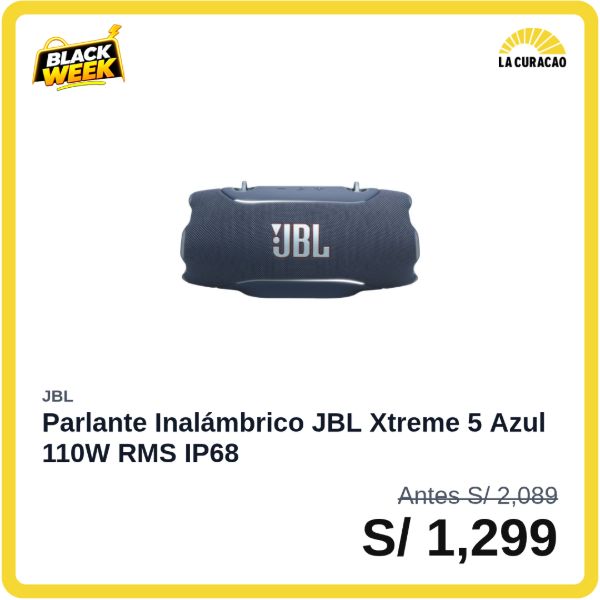 BLACK
WEEK
LA CURACAO
JBL
JBL
Parlante Inalámbrico JBL Xtreme 5 Azul
110W RMS IP68
Antes S/ 2,089
S/ 1,299